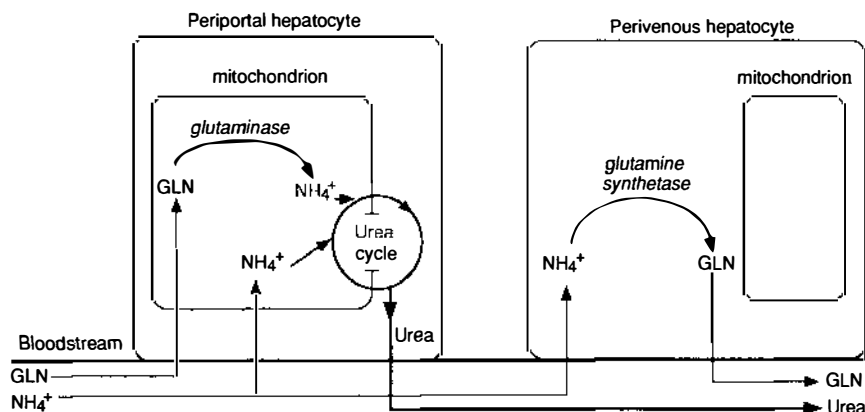 Periportal hepatocyte
Perivenous hepatocyte
mitochondrion
mitochondrion
glutaminase
glutamine
synthetase
GLN
NH₄⁺
Urea
cycle
NH₄⁺
NH₄⁺
GLN
Bloodstream
Urea
GLN
GLN
NH₄⁺
Urea